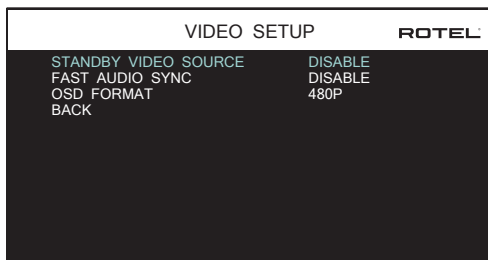 VIDEO SETUP ROTEL
STANDBY VIDEO SOURCE DISABLE
FAST AUDIO SYNC DISABLE
OSD FORMAT 480P
BACK